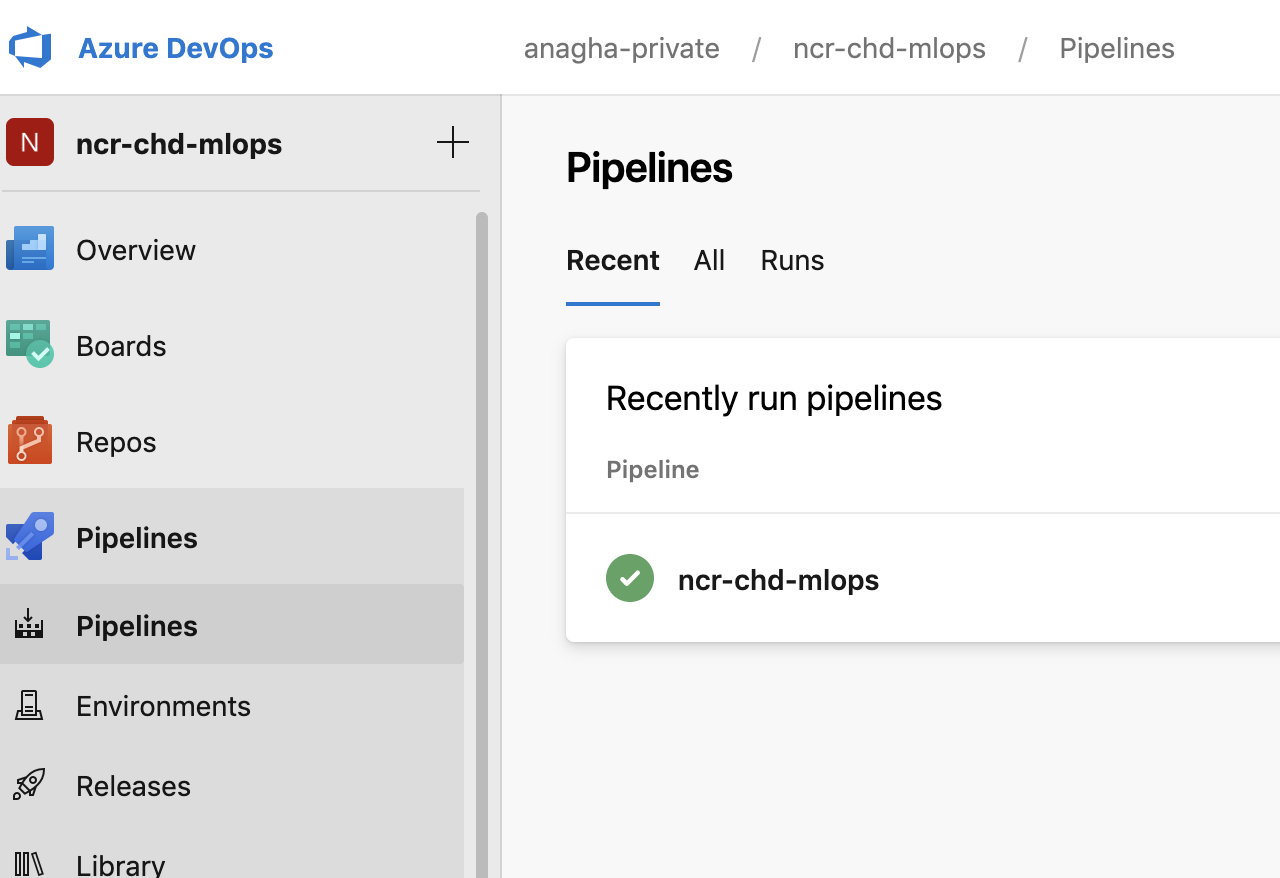 Azure DevOps
anagha-private / ncr-chd-mlops / Pipelines
N ncr-chd-mlops
Overview
Boards
Repos
Pipelines
Pipelines
Environments
Releases
Library
Pipelines
Recent All Runs
Recently run pipelines
Pipeline
ncr-chd-mlops